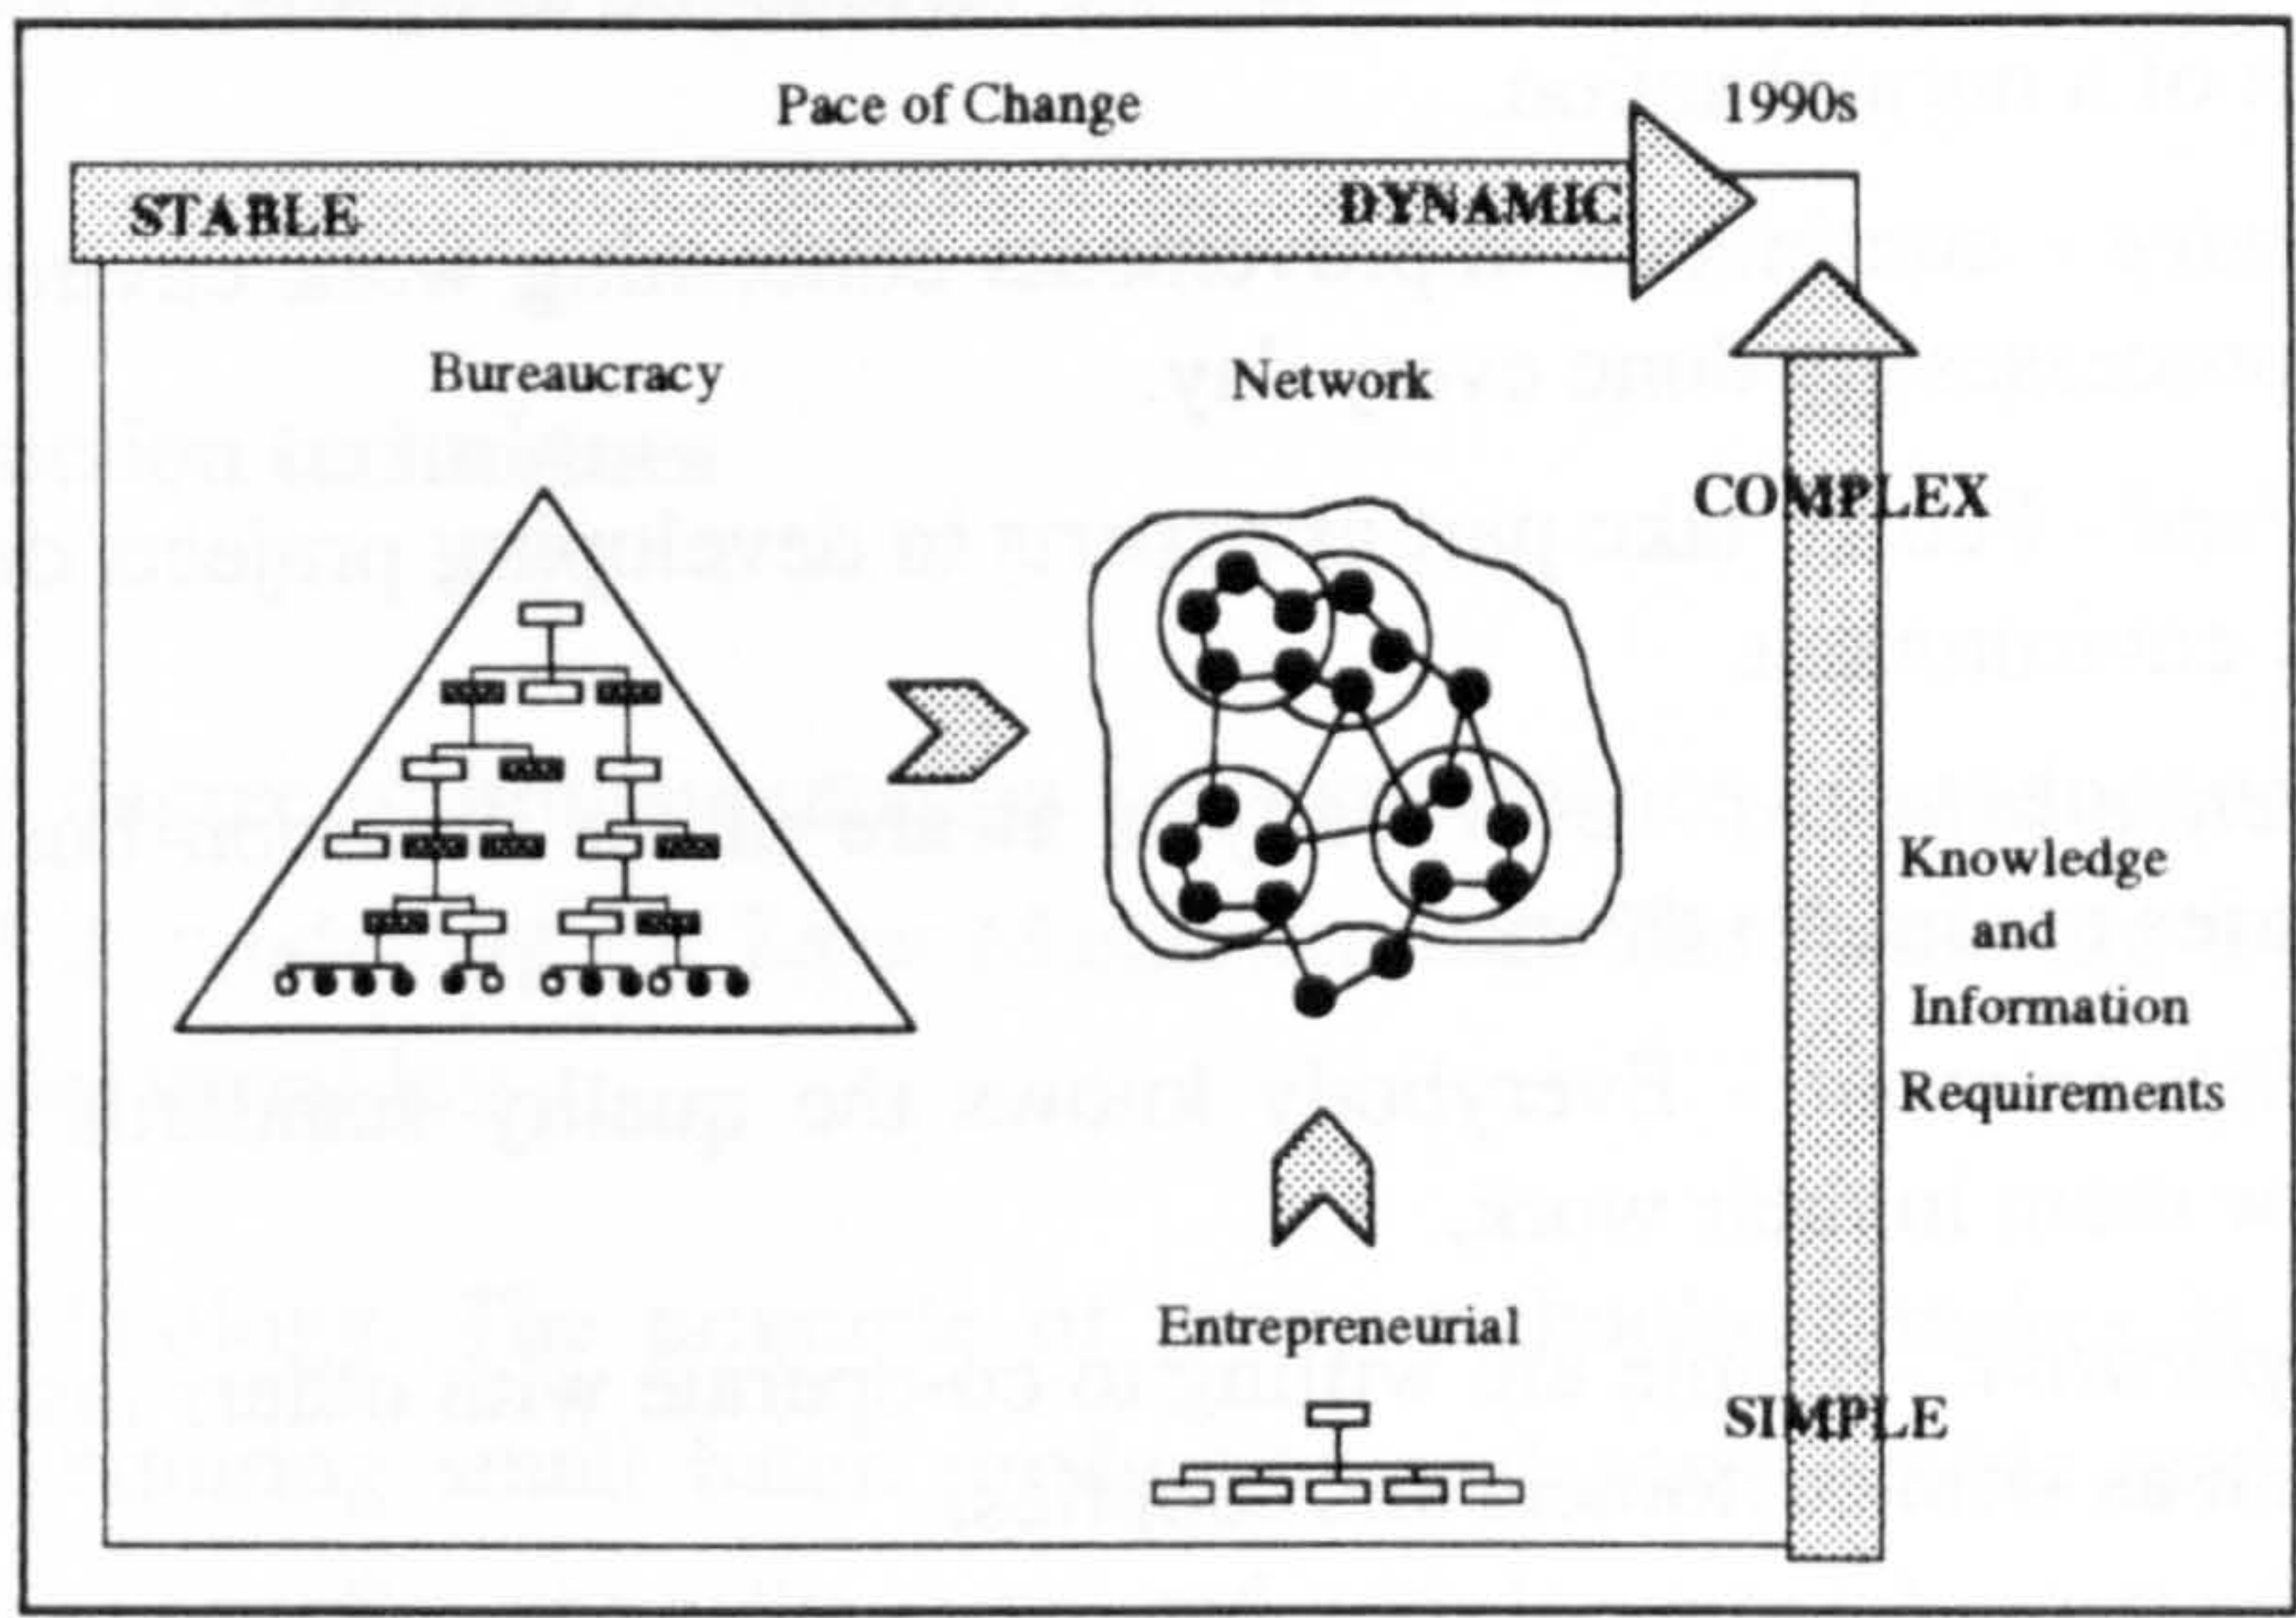 Pace of Change
1990s
STABLE
DYNAMIC
Bureaucracy
Network
COMPLEX
Knowledge
and
Information
Requirements
Entrepreneurial
SIMPLE